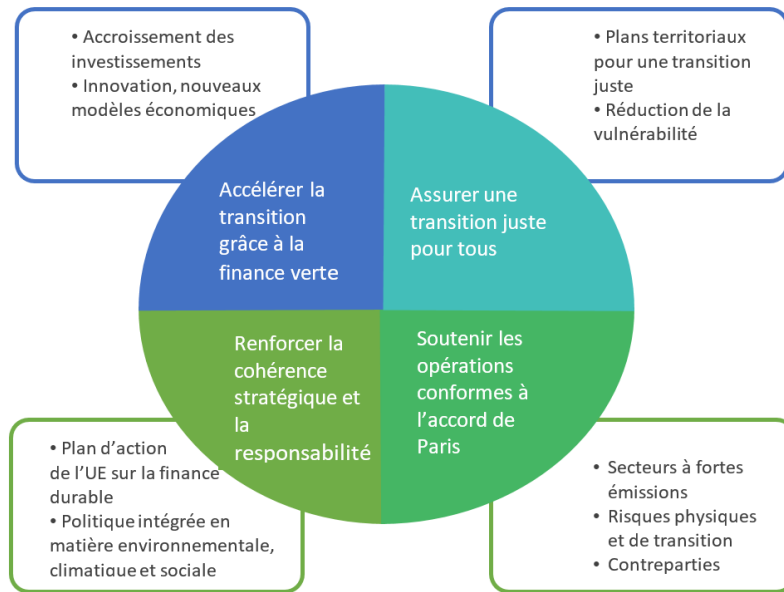 • Accroissement des
investissements
• Innovation, nouveaux
modèles économiques
• Plans territoriaux
pour une transition
juste
• Réduction de la
vulnérabilité
Accélérer la
transition
grâce à la
finance verte
Assurer une
transition juste
pour tous
Renforcer la
cohérence
stratégique et
la
responsabilité
Soutenir les
opérations
conformes à
l’accord de
Paris
• Plan d’action
de l’UE sur la finance
durable
• Politique intégrée en
matière environnementale,
climatique et sociale
• Secteurs à fortes
émissions
• Risques physiques
et de transition
• Contreparties